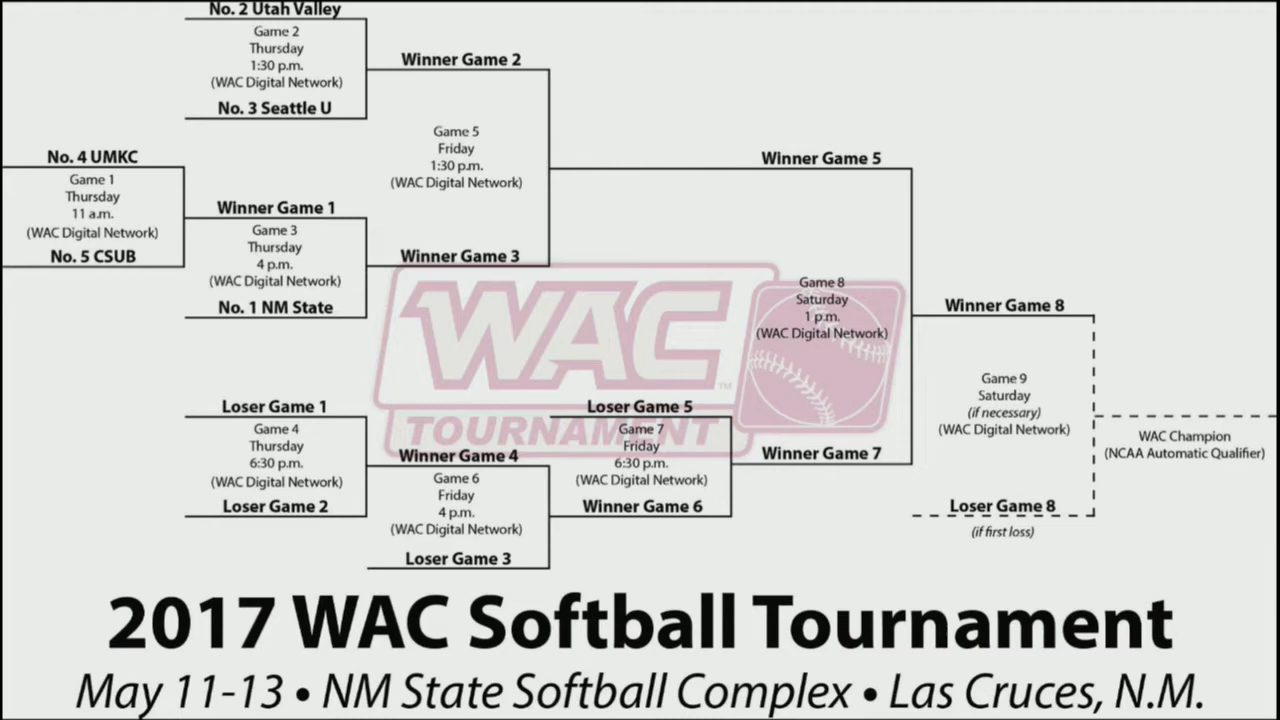 No. 2 Utah Valley
Game 2
Thursday
1:30 p.m.
(WAC Digital Network)
No. 3 Seattle U
Winner Game 2
Game 5
Friday
1:30 p.m.
(WAC Digital Network)
Winner Game 3
No. 4 UMKC
Game 1
Thursday
11 a.m.
(WAC Digital Network)
No. 5 CSUB
Winner Game 1
Game 3
Thursday
4 p.m.
(WAC Digital Network)
No. 1 NM State
Winner Game 5
Game 8
Saturday
1 p.m.
(WAC Digital Network)
Winner Game 7
Winner Game 8
Game 9
Saturday
(if necessary)
(WAC Digital Network)
Loser Game 8
(if first loss)
WAC Champion
(NCAA Automatic Qualifier)
WAC
TM
TOURNAMENT
Loser Game 1
Game 4
Thursday
6:30 p.m.
(WAC Digital Network)
Loser Game 2
Winner Game 4
Game 6
Friday
4 p.m.
(WAC Digital Network)
Loser Game 3
Loser Game 5
Game 7
Friday
6:30 p.m.
(WAC Digital Network)
Winner Game 6
2017 WAC Softball Tournament
May 11-13 • NM State Softball Complex • Las Cruces, N.M.